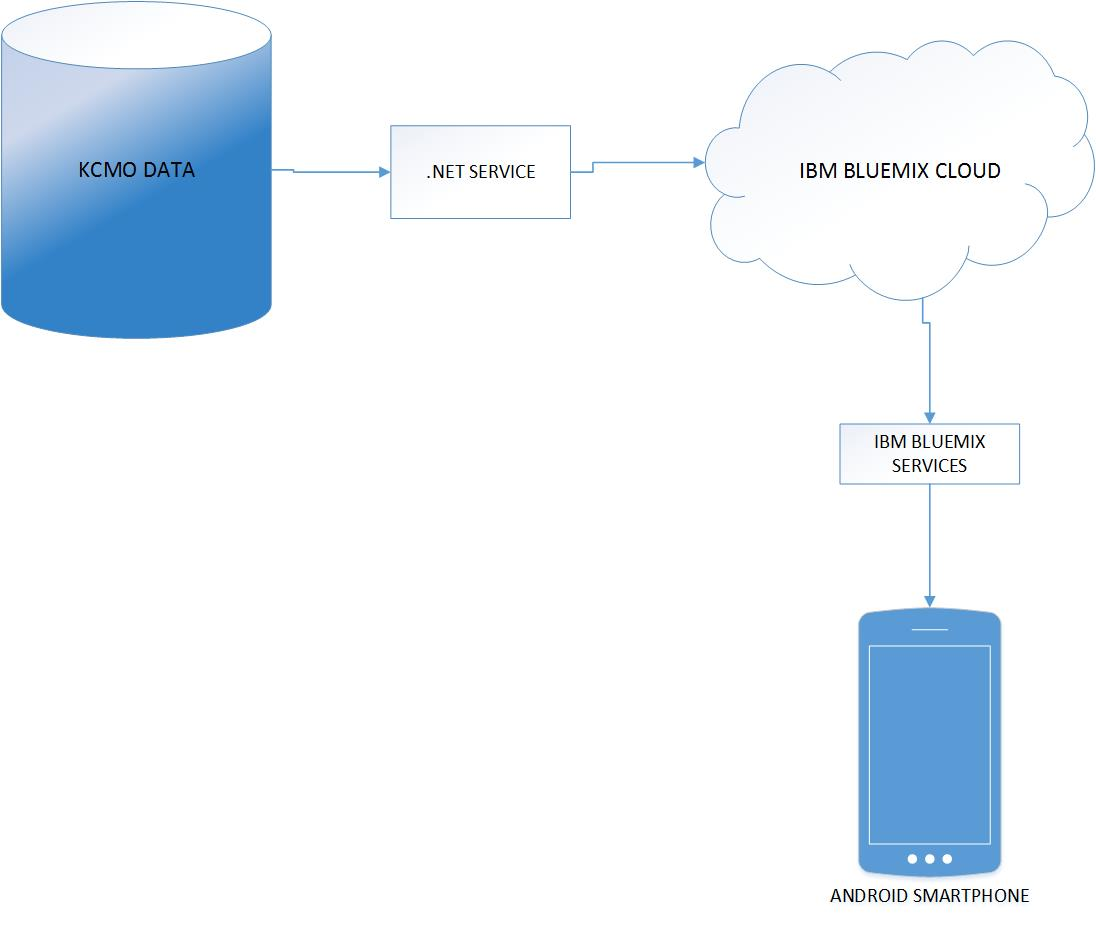 KCMO DATA
.NET SERVICE
IBM BLUEMIX CLOUD
IBM BLUEMIX
SERVICES
ANDROID SMARTPHONE